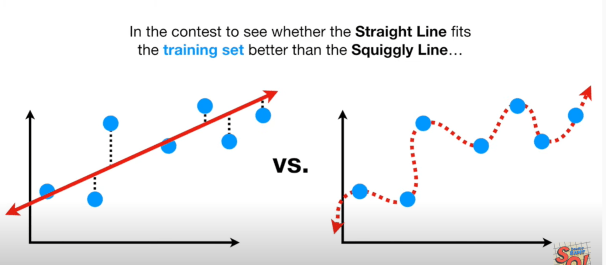 In the contest to see whether the Straight Line fits
the training set better than the Squiggly Line…
vs.